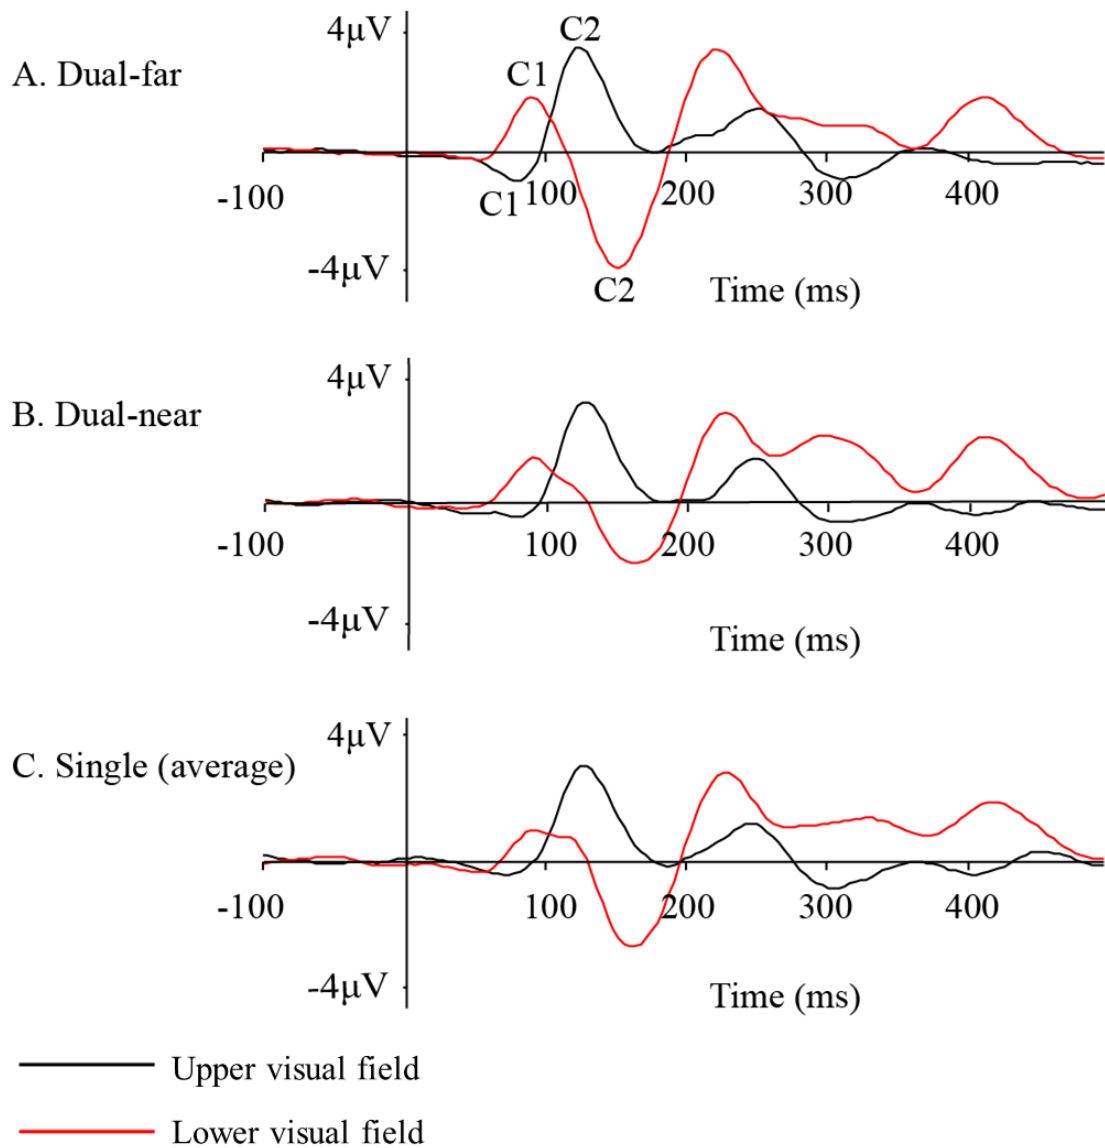 4μV
C2
A. Dual-far
C1
-100
C1
100
200
300
400
-4μV
C2
Time (ms)
4μV
B. Dual-near
-100
100
200
300
400
-4μV
Time (ms)
4μV
C. Single (average)
-100
100
200
300
400
-4μV
Time (ms)
Upper visual field
Lower visual field